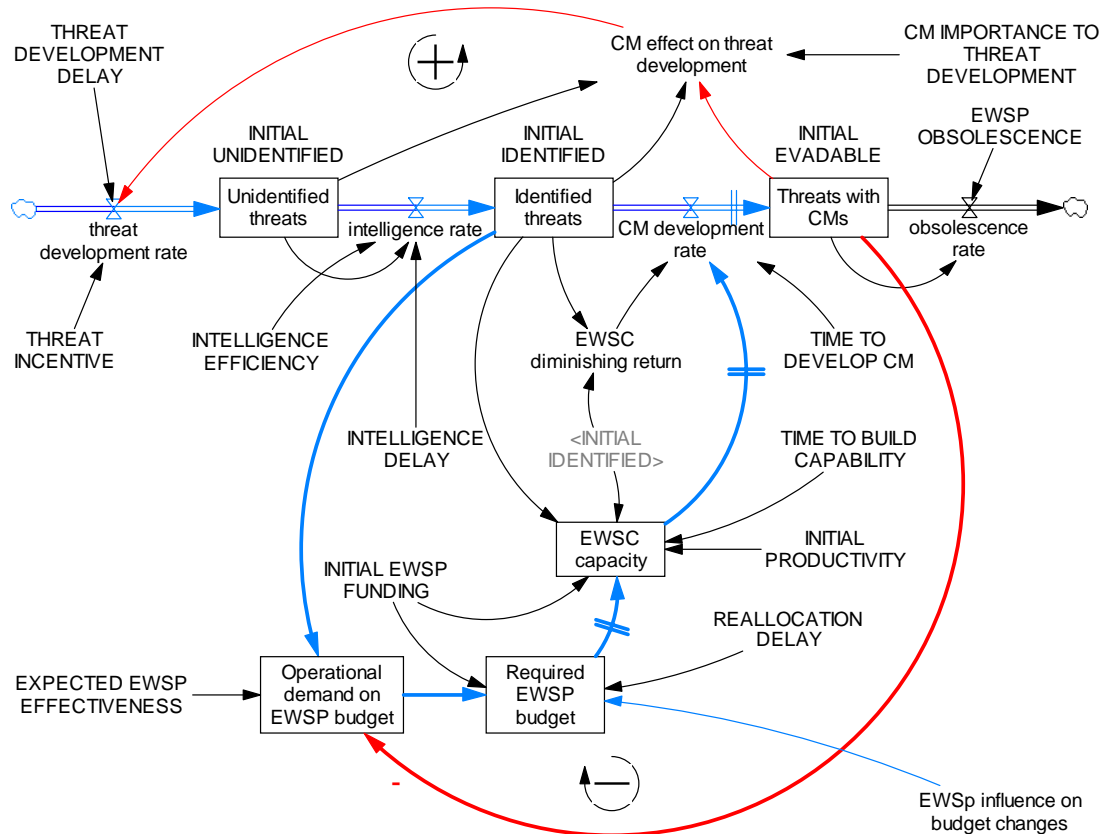 THREAT
DEVELOPMENT
DELAY
CM effect on threat
development
CM IMPORTANCE TO
THREAT
DEVELOPMENT
+
INITIAL
UNIDENTIFIED
INITIAL
IDENTIFIED
INITIAL
EVADABLE
EWSP
OBSOLESCENCE
Unidentified
threats
Identified
threats
Threats with
CMs
threat
development rate
intelligence rate
CM development
rate
obsolescence
rate
THREAT
INCENTIVE
INTELLIGENCE
EFFICIENCY
EWSC
diminishing return
TIME TO
DEVELOP CM
INTELLIGENCE
DELAY
<INITIAL
IDENTIFIED>
TIME TO BUILD
CAPABILITY
EWSC
capacity
INITIAL
PRODUCTIVITY
INITIAL EWSP
FUNDING
REALLOCATION
DELAY
EXPECTED EWSP
EFFECTIVENESS
Operational
demand on
EWSP budget
Required
EWSP
budget
-
—
EWSp influence on
budget changes